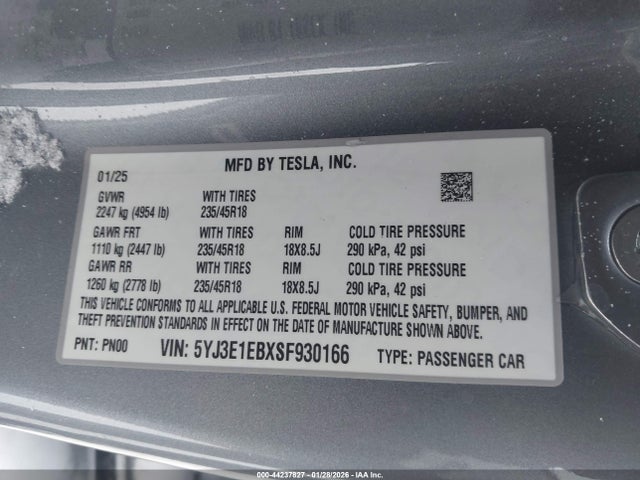 MFD BY TESLA, INC.
01/25
GVWR WITH TIRES
2247 kg (4954 lb) 235/45R18
GAWR FRT WITH TIRES RIM COLD TIRE PRESSURE
1110 kg (2447 lb) 235/45R18 18X8.5J 290 kPa, 42 psi
GAWR RR WITH TIRES RIM COLD TIRE PRESSURE
1260 kg (2778 lb) 235/45R18 18X8.5J 290 kPa, 42 psi
THIS VEHICLE CONFORMS TO ALL APPLICABLE U.S. FEDERAL MOTOR VEHICLE SAFETY, BUMPER, AND
THEFT PREVENTION STANDARDS IN EFFECT ON THE DATE OF MANUFACTURE SHOWN ABOVE.
PNT: PN00 VIN: 5YJ3E1EBXSF930166 TYPE: PASSENGER CAR
000-44237827 - 01/28/2026 - IAA Inc.